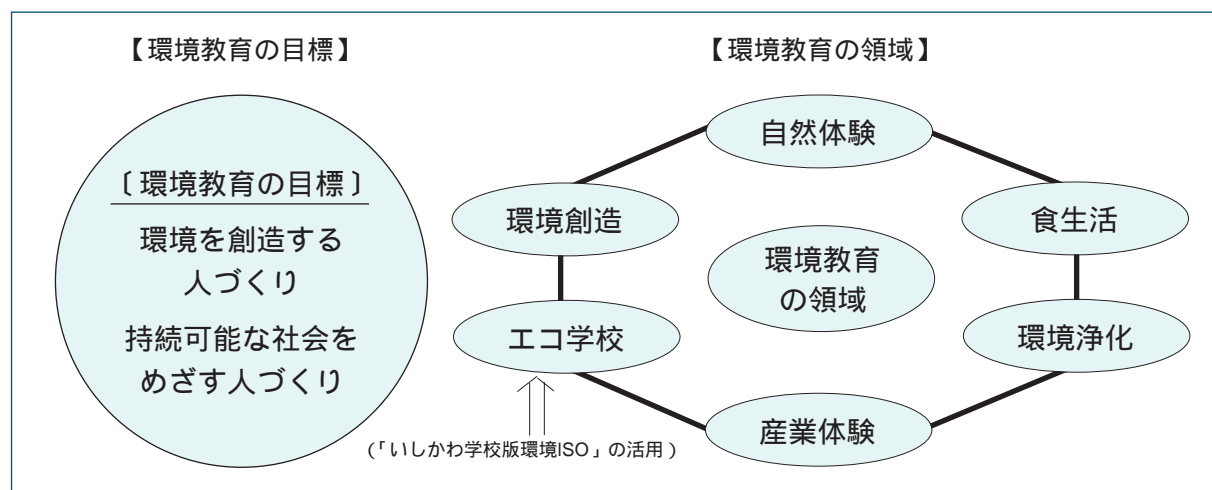 【環境教育の目標】
〔環境教育の目標〕
環境を創造する
人づくり
持続可能な社会を
めざす人づくり
【環境教育の領域】
自然体験
環境創造
食生活
環境教育
の領域
エコ学校
環境浄化
産業体験
(「いしかわ学校版環境ISO」の活用)